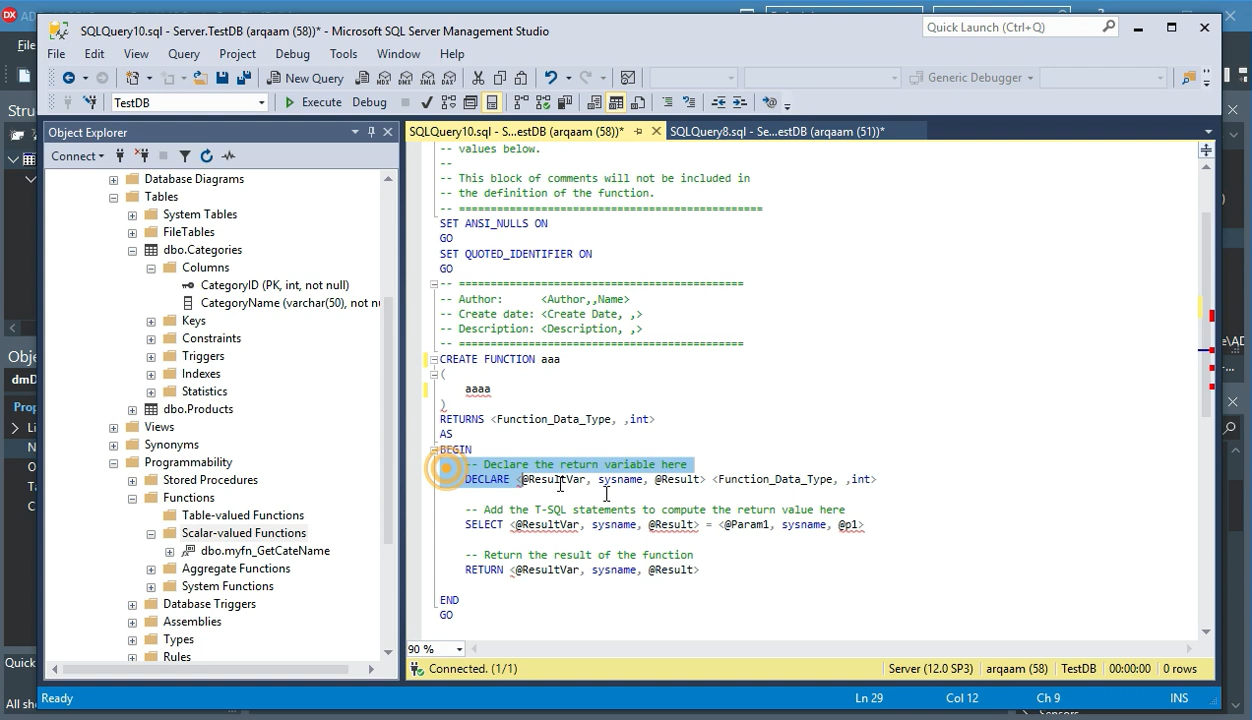 SQLQuery10.sql - Server.TestDB (arqaam (58))* - Microsoft SQL Server Management Studio
Quick Launch (Ctrl+Q)
File Edit View Query Project Debug Tools Window Help
New Query
Generic Debugger
TestDB
Execute Debug
Object Explorer
SQLQuery10.sql - S...estDB (arqaam (58))*
SQLQuery8.sql - Se...estDB (arqaam (51))*
Connect
Database Diagrams
Tables
System Tables
FileTables
dbo.Categories
Columns
CategoryID (PK, int, not null)
CategoryName (varchar(50), not nu
Keys
Constraints
Triggers
Indexes
Statistics
dbo.Products
Views
Synonyms
Programmability
Stored Procedures
Functions
Table-valued Functions
Scalar-valued Functions
dbo.myfn_GetCateName
Aggregate Functions
System Functions
Database Triggers
Assemblies
Types
Rules
-- values below.
--
-- This block of comments will not be included in
-- the definition of the function.
-- ================================================
SET ANSI_NULLS ON
GO
SET QUOTED_IDENTIFIER ON
GO
-- =============================================
-- Author: <Author,,Name>
-- Create date: <Create Date, ,>
-- Description: <Description, ,>
-- =============================================
CREATE FUNCTION aaa
(
aaaa
)
RETURNS <Function_Data_Type, ,int>
AS
BEGIN
-- Declare the return variable here
DECLARE <@ResultVar, sysname, @Result> <Function_Data_Type, ,int>
-- Add the T-SQL statements to compute the return value here
SELECT <@ResultVar, sysname, @Result> = <@Param1, sysname, @p1>
-- Return the result of the function
RETURN <@ResultVar, sysname, @Result>
END
GO
90 %
Connected. (1/1)
Server (12.0 SP3)
arqaam (58)
TestDB
00:00:00
0 rows
Ready
Ln 29
Col 12
Ch 9
INS